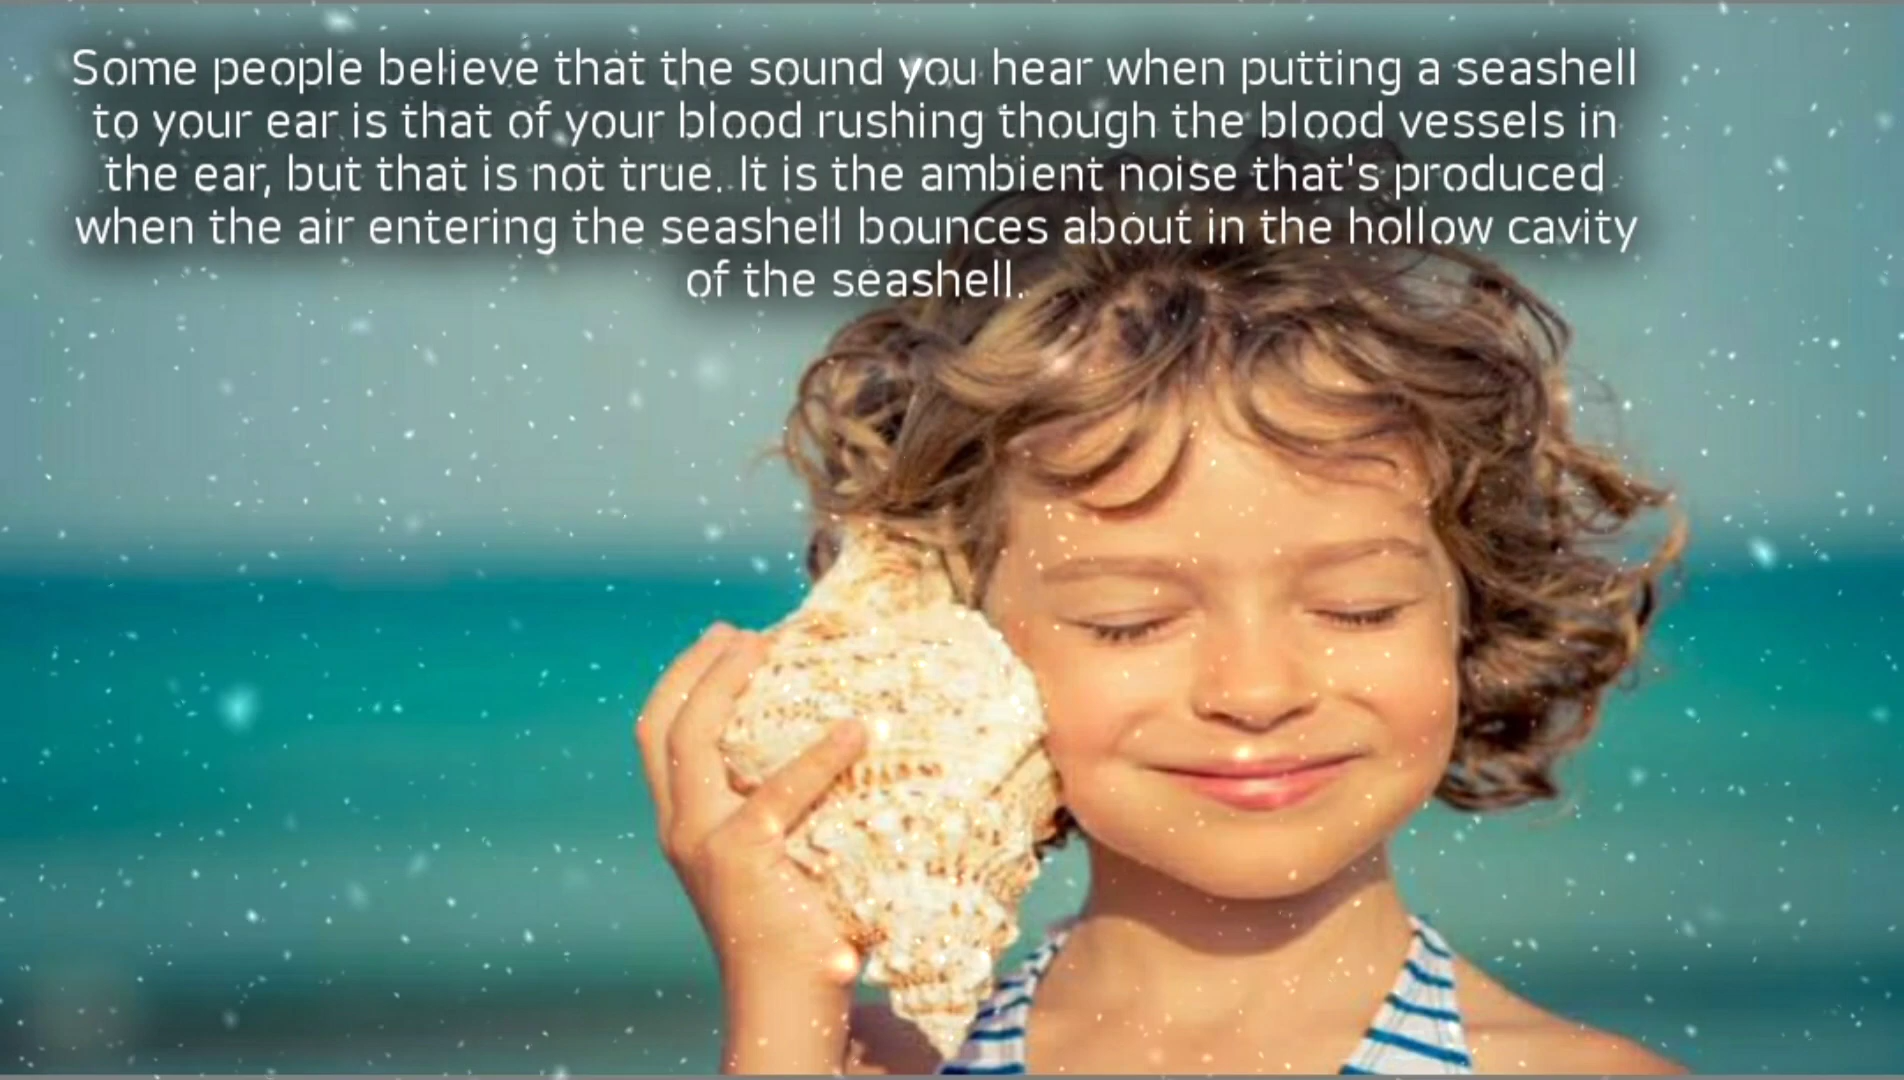 Some people believe that the sound you hear when putting a seashell
to your ear is that of your blood rushing though the blood vessels in
the ear, but that is not true. It is the ambient noise that's produced
when the air entering the seashell bounces about in the hollow cavity
of the seashell.